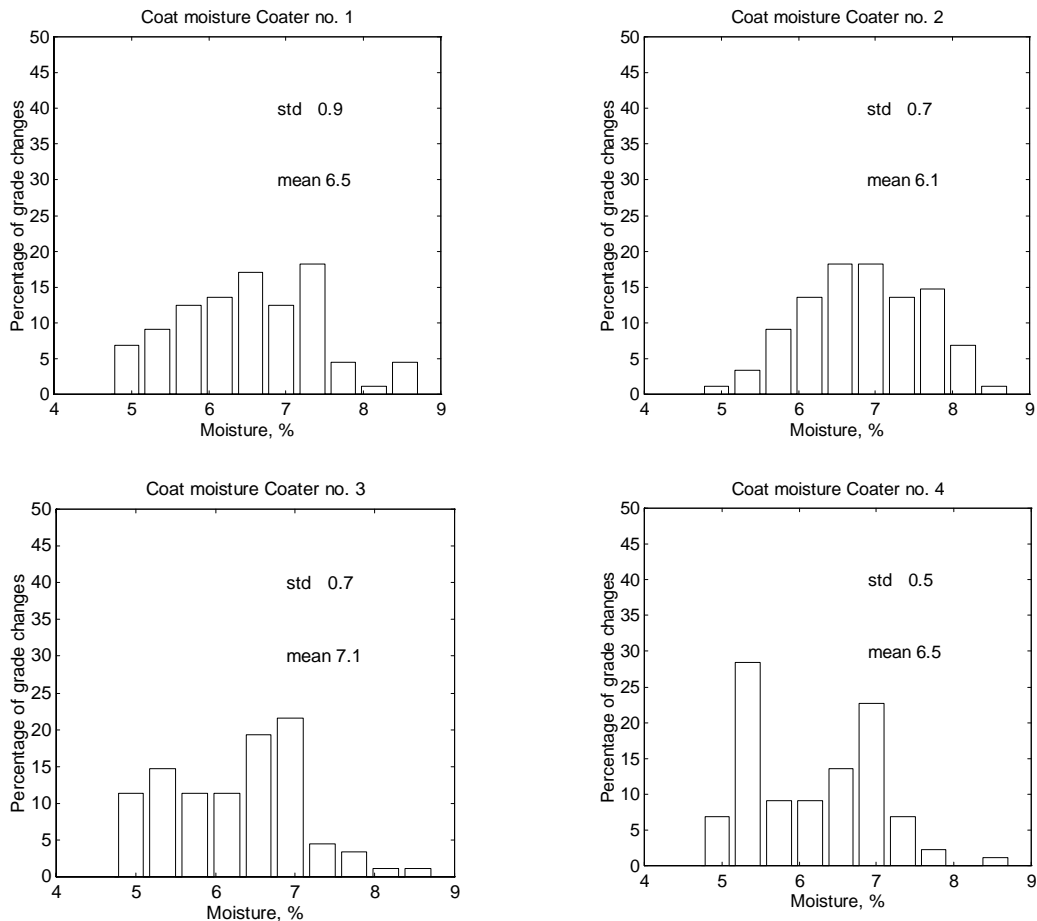 Coat moisture Coater no. 1
50
45
40
35
30
25
20
15
10
5
0
Percentage of grade changes
std 0.9
mean 6.5
4 5 6 7 8 9
Moisture, %
Coat moisture Coater no. 2
50
45
40
35
30
25
20
15
10
5
0
Percentage of grade changes
std 0.7
mean 6.1
4 5 6 7 8 9
Moisture, %
Coat moisture Coater no. 3
50
45
40
35
30
25
20
15
10
5
0
Percentage of grade changes
std 0.7
mean 7.1
4 5 6 7 8 9
Moisture, %
Coat moisture Coater no. 4
50
45
40
35
30
25
20
15
10
5
0
Percentage of grade changes
std 0.5
mean 6.5
4 5 6 7 8 9
Moisture, %